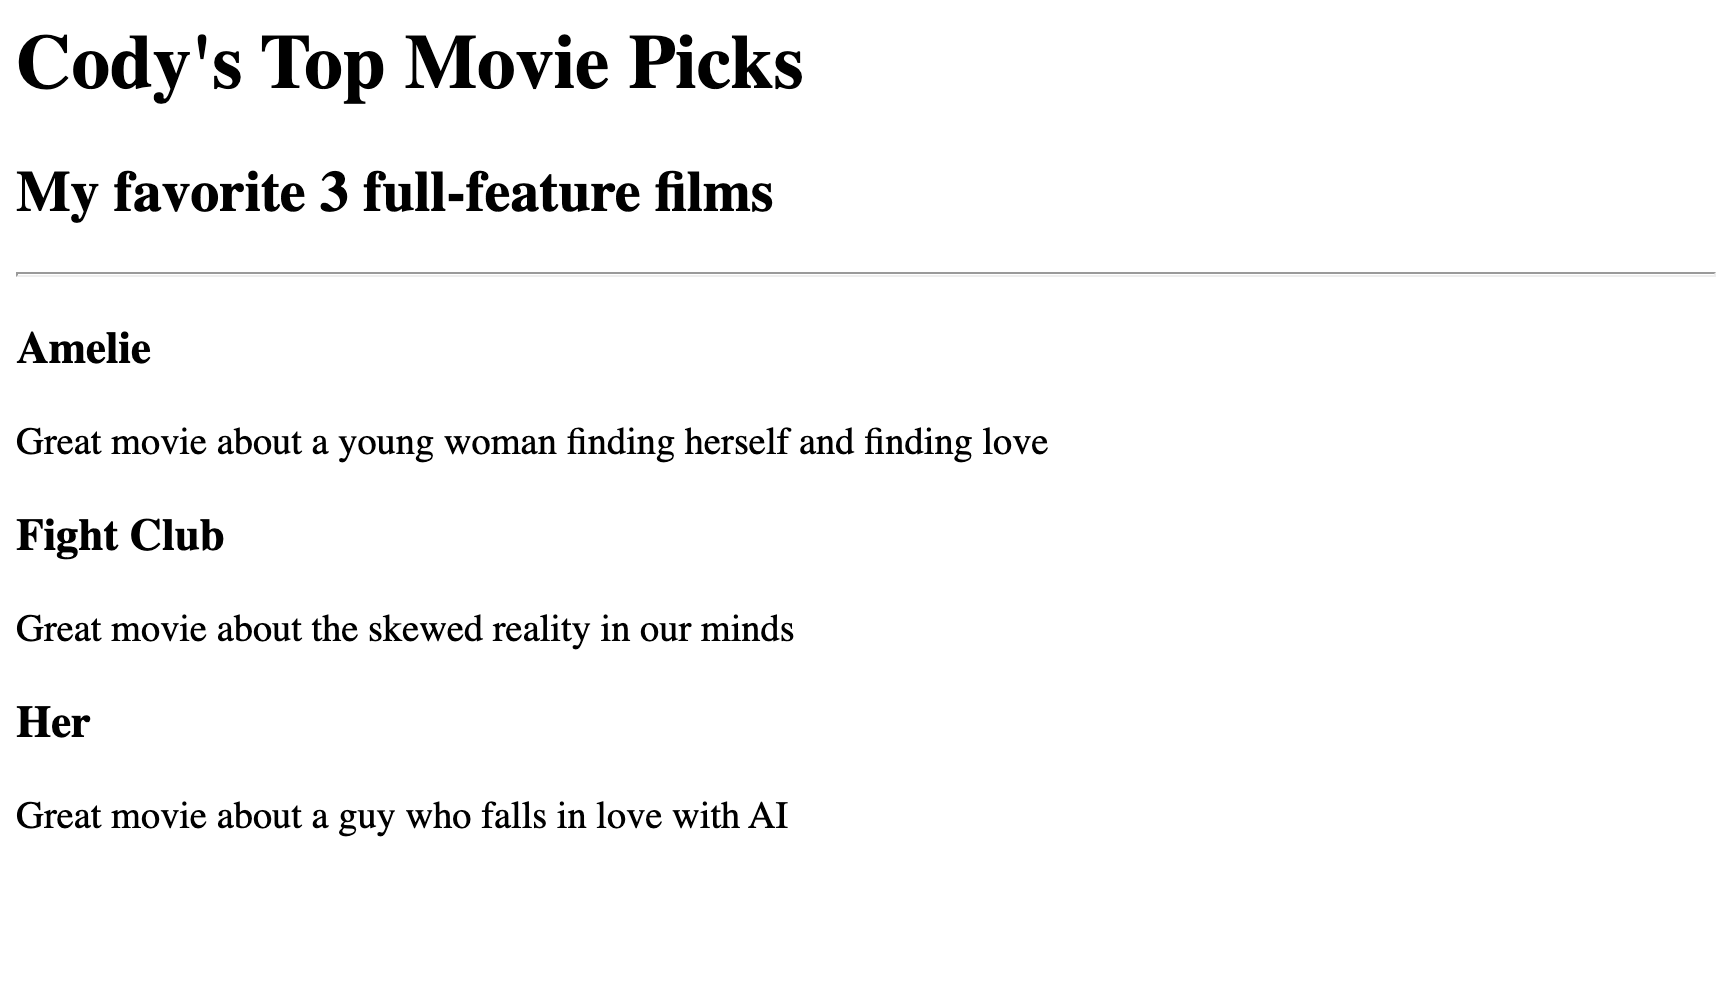 Cody's Top Movie Picks
My favorite 3 full-feature films
Amelie
Great movie about a young woman finding herself and finding love
Fight Club
Great movie about the skewed reality in our minds
Her
Great movie about a guy who falls in love with AI